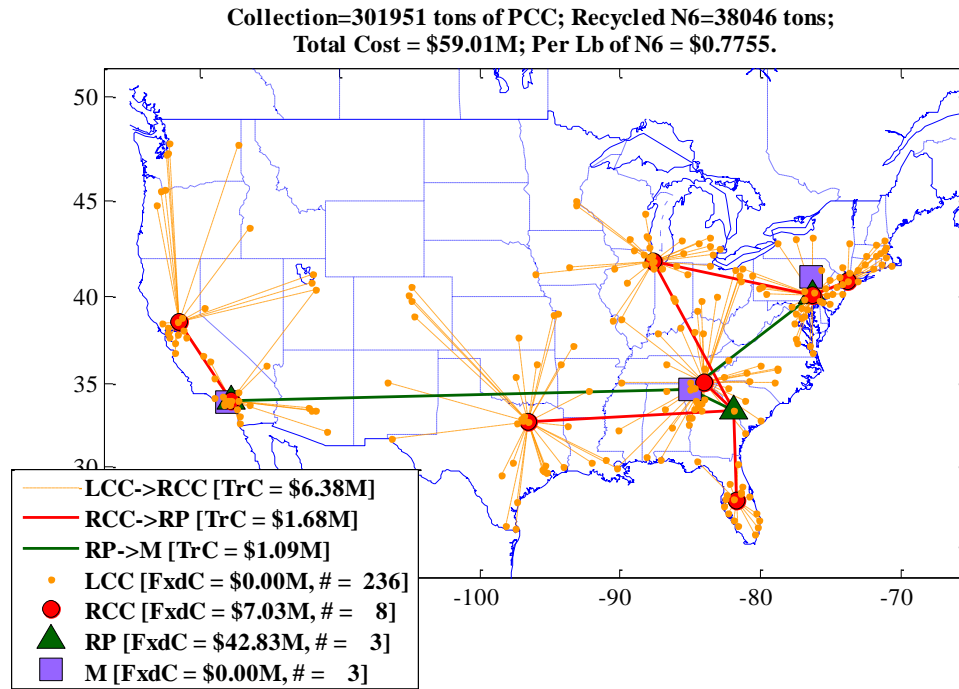 Collection=301951 tons of PCC; Recycled N6=38046 tons;
Total Cost = $59.01M; Per Lb of N6 = $0.7755.
50
45
40
35
30
-100
-90
-80
-70
LCC->RCC [TrC = $6.38M]
RCC->RP [TrC = $1.68M]
RP->M [TrC = $1.09M]
LCC [FxdC = $0.00M, # = 236]
RCC [FxdC = $7.03M, # = 8]
RP [FxdC = $42.83M, # = 3]
M [FxdC = $0.00M, # = 3]